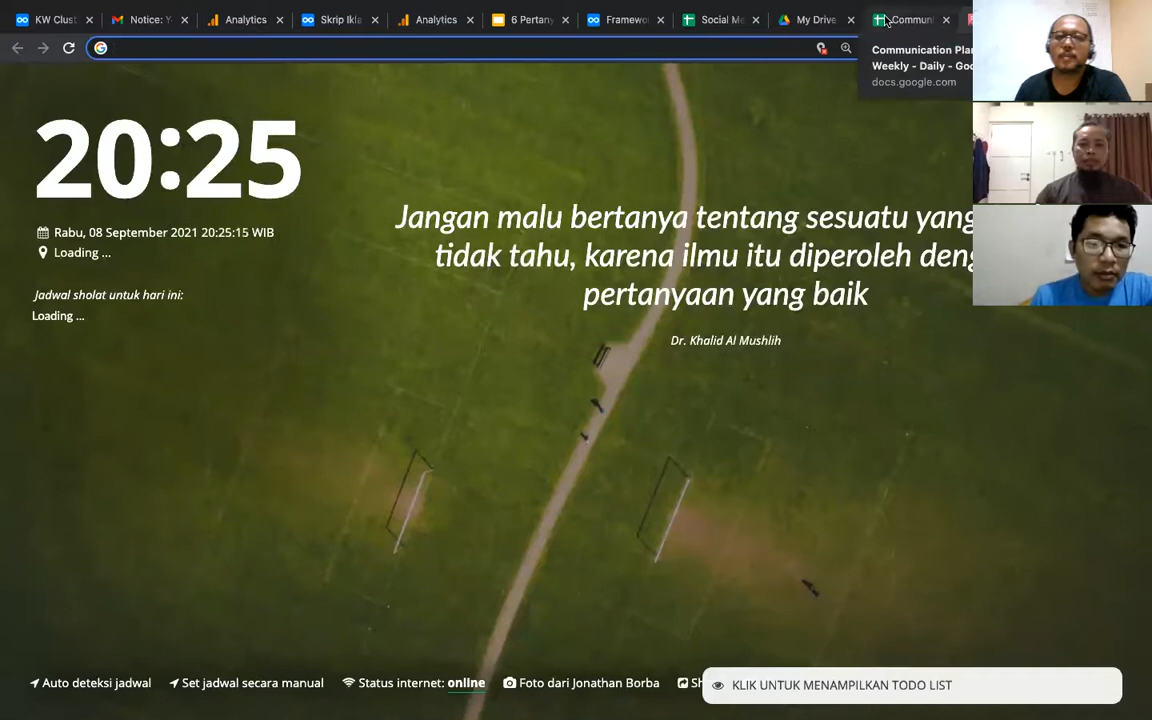 KW Clust
Notice: Y
Analytics
Skrip Ikla
Analytics
6 Pertany
Framewo
Social Me
My Drive
Communi
Communication Plan
Weekly - Daily - Goo
docs.google.com
20:25
Rabu, 08 September 2021 20:25:15 WIB
Loading ...
Jadwal sholat untuk hari ini:
Loading ...
Jangan malu bertanya tentang sesuatu yang
tidak tahu, karena ilmu itu diperoleh deng
pertanyaan yang baik
Dr. Khalid Al Mushlih
Auto deteksi jadwal
Set jadwal secara manual
Status internet: online
Foto dari Jonathan Borba
Sh
KLIK UNTUK MENAMPILKAN TODO LIST